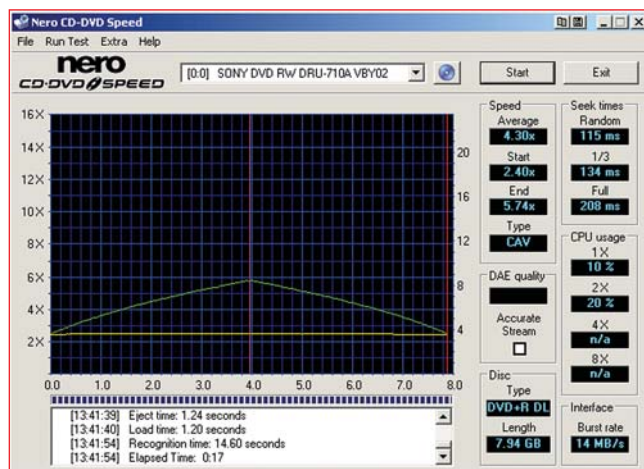 Nero CD-DVD Speed
File Run Test Extra Help
nero
CD-DVD SPEED
[0:0] SONY DVD RW DRU-710A VBY02
Start
Exit
16X
14X
12X
10X
8X
6X
4X
2X
20
16
12
8
4
0.0 1.0 2.0 3.0 4.0 5.0 6.0 7.0 8.0
[13:41:39] Eject time: 1.24 seconds
[13:41:40] Load time: 1.20 seconds
[13:41:54] Recognition time: 14.60 seconds
[13:41:54] Elapsed Time: 0:17
Speed
Average
4.30x
Start
2.40x
End
5.74x
Type
CAV
DAE quality
Accurate
Stream
Disc
Type
DVD+R DL
Length
7.94 GB
Seek times
Random
115 ms
1/3
134 ms
Full
208 ms
CPU usage
1X
10 %
2X
20 %
4X
n/a
8X
n/a
Interface
Burst rate
14 MB/s